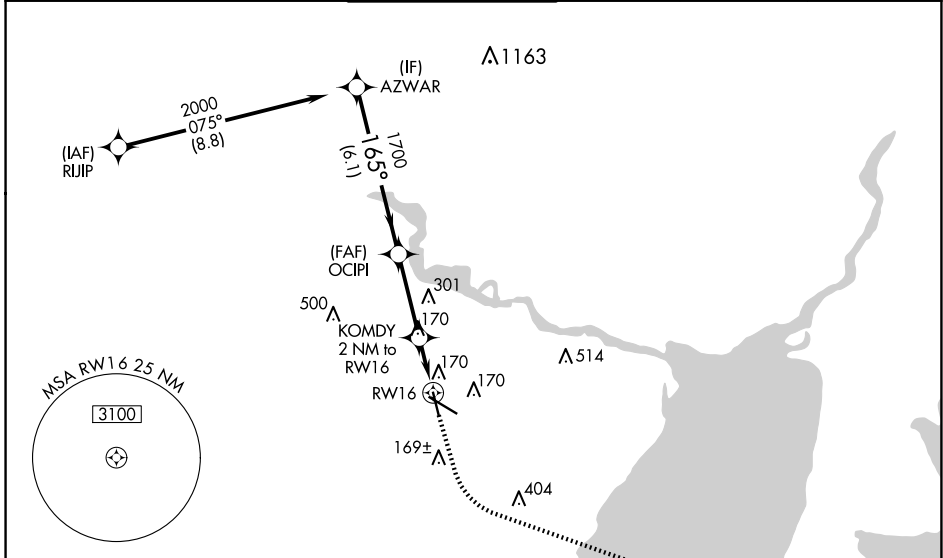 1163
(IF)
AZWAR
2000
075°
(8.8)
(IAF)
RIJIP
1700
165°
(6.1)
(FAF)
OCIPI
301
500
170
KOMDY
2 NM to
RW16
514
170
170
RW16
MSA RW16 25 NM
3100
169±
404